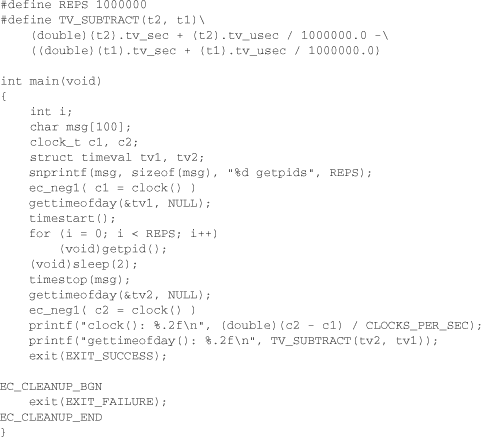 #define REPS 1000000
#define TV_SUBTRACT(t2, t1)\
    (double)(t2).tv_sec + (t2).tv_usec / 1000000.0 -\
    ((double)(t1).tv_sec + (t1).tv_usec / 1000000.0)

int main(void)
{
    int i;
    char msg[100];
    clock_t c1, c2;
    struct timeval tv1, tv2;
    snprintf(msg, sizeof(msg), "%d getpids", REPS);
    ec_neg1( c1 = clock() )
    gettimeofday(&tv1, NULL);
    timestart();
    for (i = 0; i < REPS; i++)
        (void)getpid();
    (void)sleep(2);
    timestop(msg);
    gettimeofday(&tv2, NULL);
    ec_neg1( c2 = clock() )
    printf("clock(): %.2f\n", (double)(c2 - c1) / CLOCKS_PER_SEC);
    printf("gettimeofday(): %.2f\n", TV_SUBTRACT(tv2, tv1));
    exit(EXIT_SUCCESS);

EC_CLEANUP_BGN
    exit(EXIT_FAILURE);
EC_CLEANUP_END
}